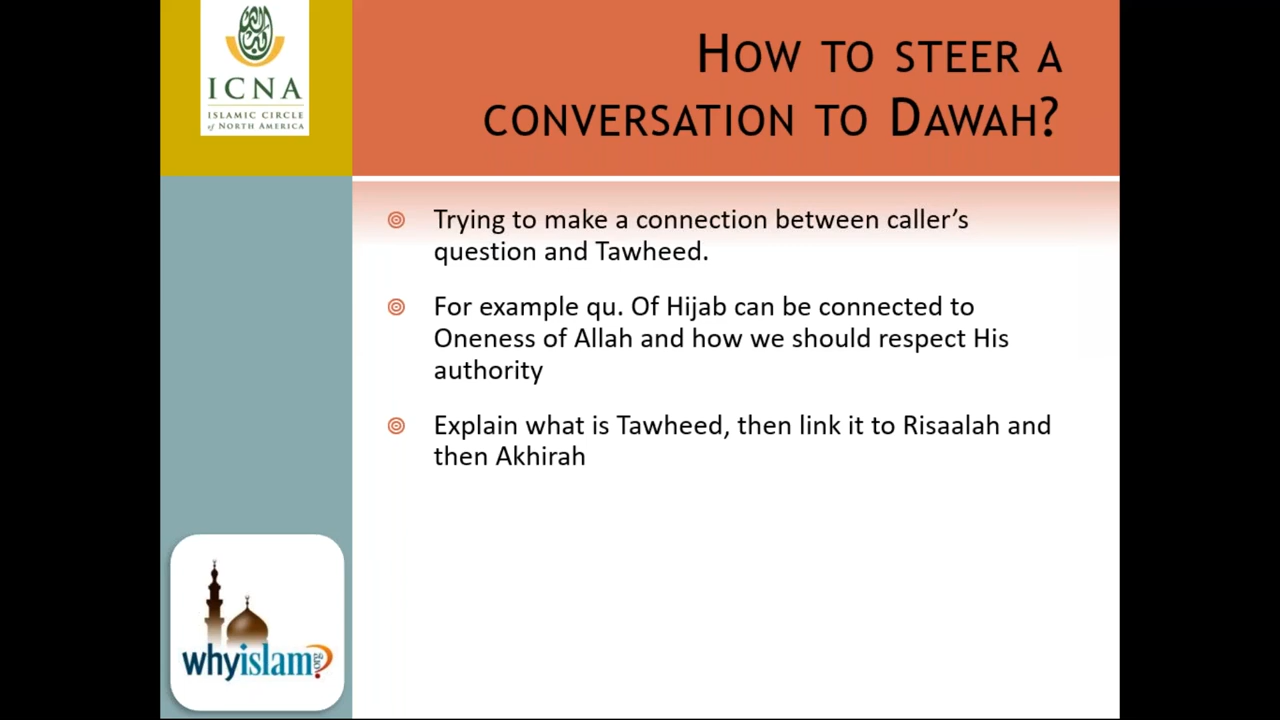 ICNA
ISLAMIC CIRCLE
of NORTH AMERICA
HOW TO STEER A
CONVERSATION TO DAWAH?
Trying to make a connection between caller’s
question and Tawheed.
For example qu. Of Hijab can be connected to
Oneness of Allah and how we should respect His
authority
Explain what is Tawheed, then link it to Risaalah and
then Akhirah
whyislam?.org